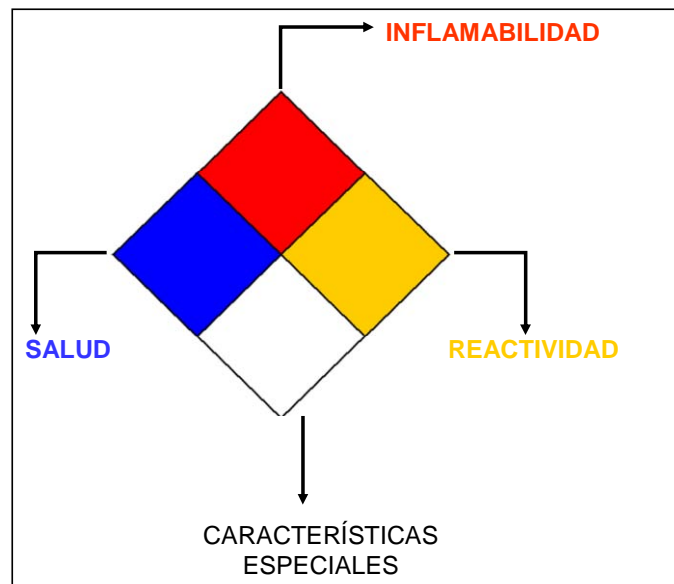 INFLAMABILIDAD
SALUD
REACTIVIDAD
CARACTERÍSTICAS
ESPECIALES